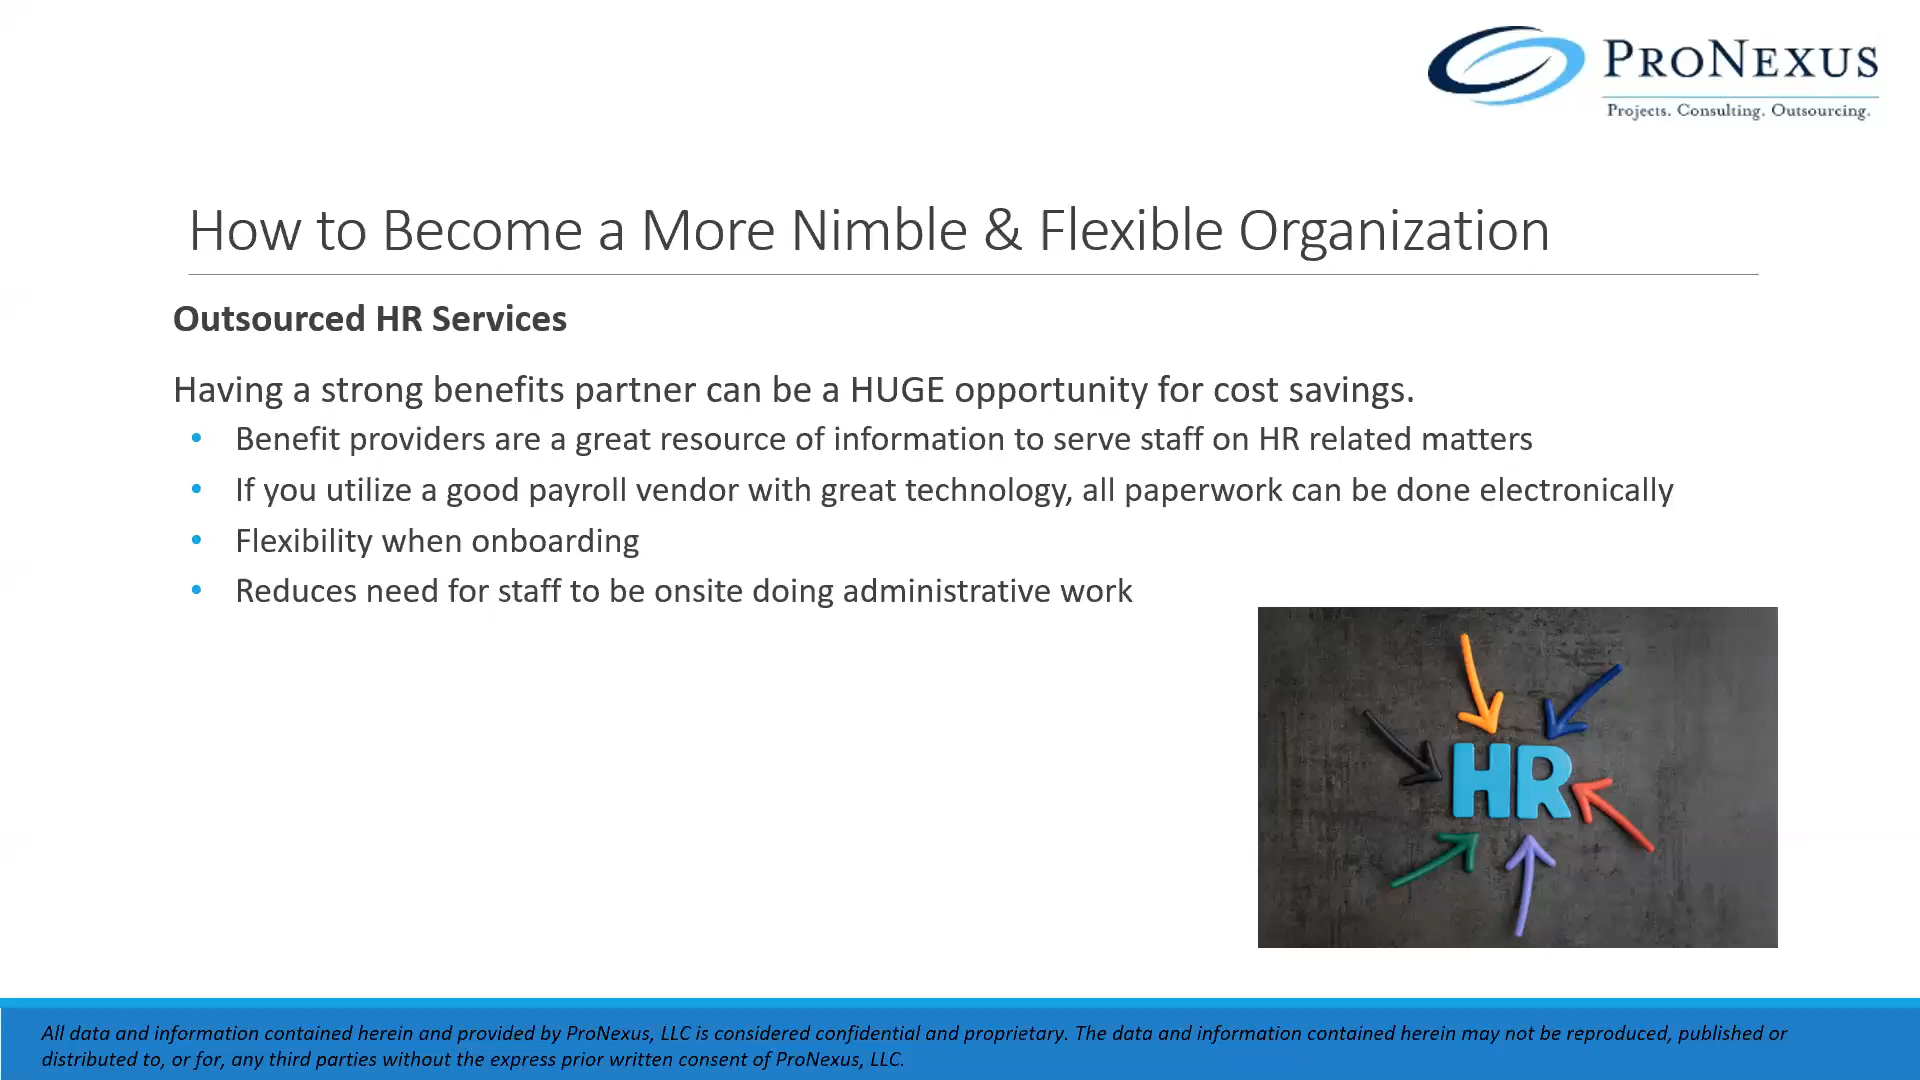 PRONEXUS
Projects. Consulting. Outsourcing.
How to Become a More Nimble & Flexible Organization
Outsourced HR Services
Having a strong benefits partner can be a HUGE opportunity for cost savings.
• Benefit providers are a great resource of information to serve staff on HR related matters
• If you utilize a good payroll vendor with great technology, all paperwork can be done electronically
• Flexibility when onboarding
• Reduces need for staff to be onsite doing administrative work
HR
All data and information contained herein and provided by ProNexus, LLC is considered confidential and proprietary. The data and information contained herein may not be reproduced, published or
distributed to, or for, any third parties without the express prior written consent of ProNexus, LLC.